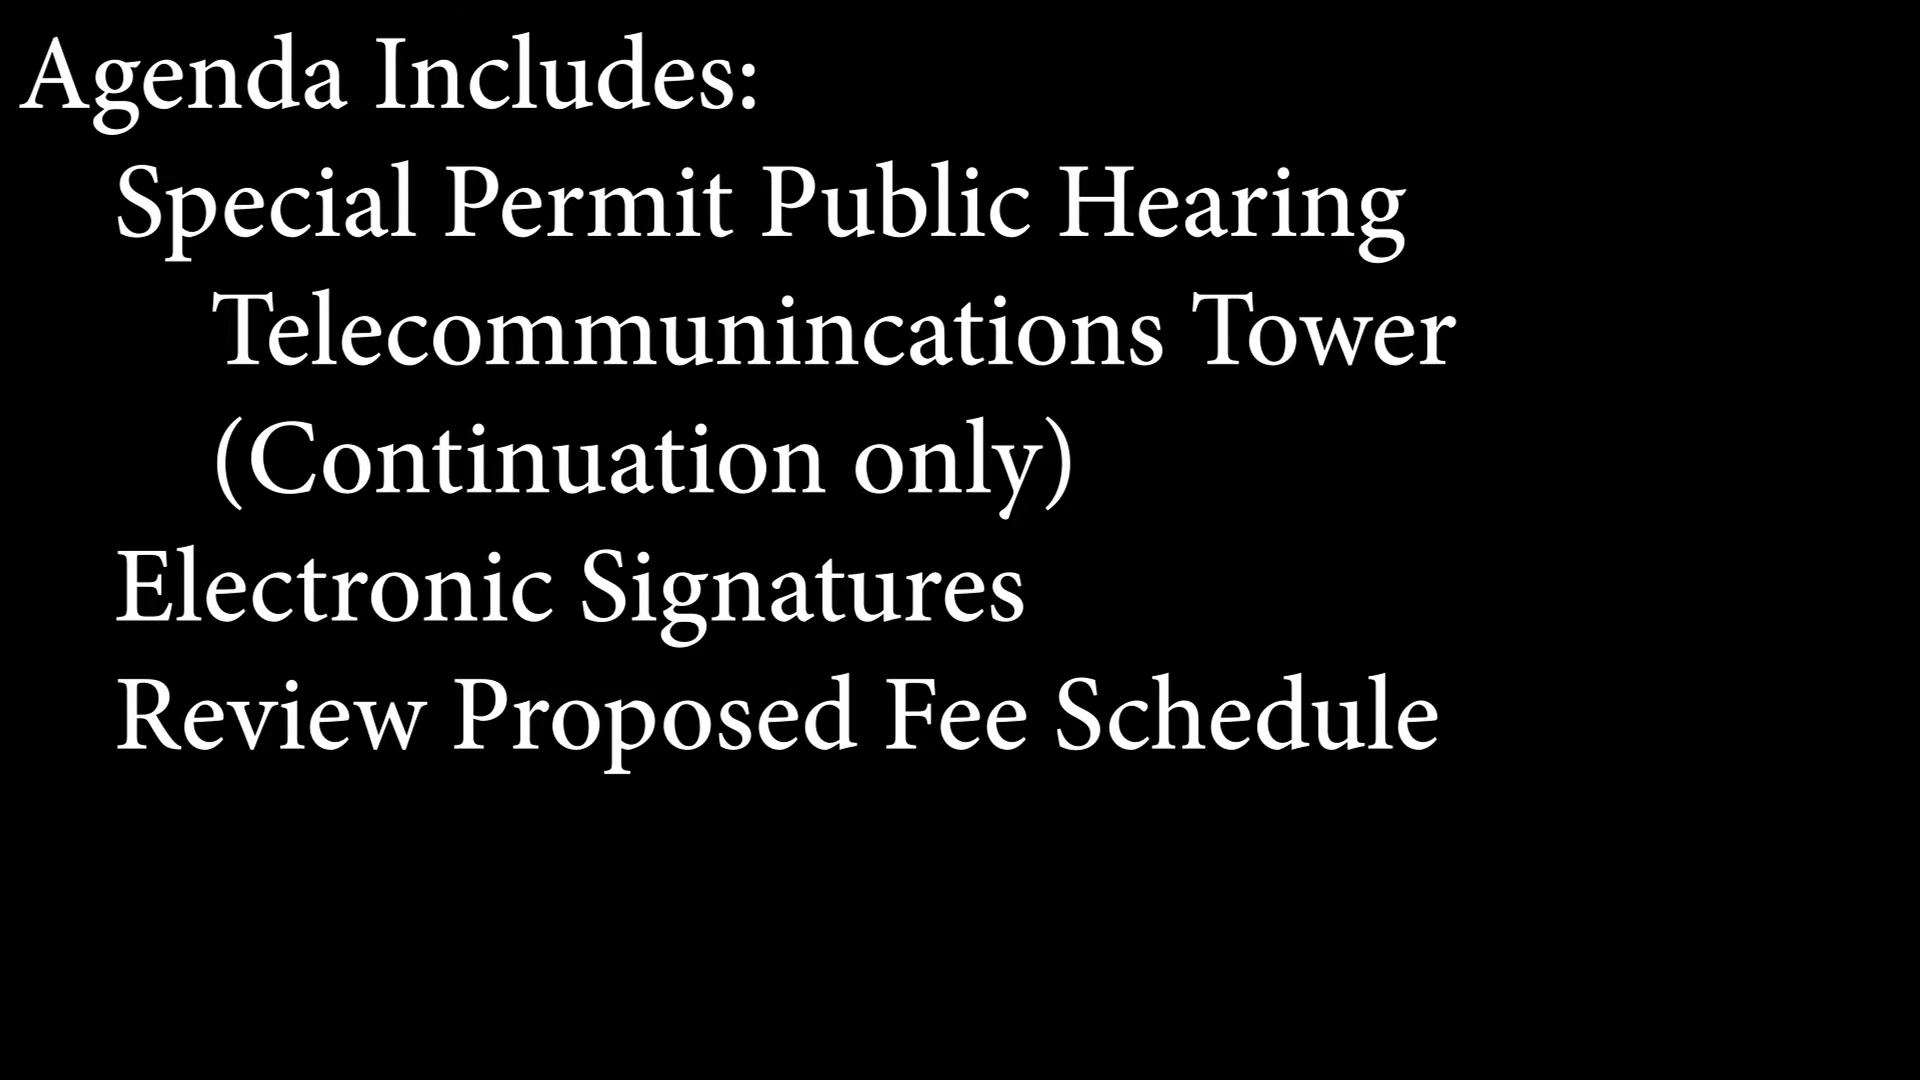 Agenda Includes:
Special Permit Public Hearing
Telecommunincations Tower
(Continuation only)
Electronic Signatures
Review Proposed Fee Schedule